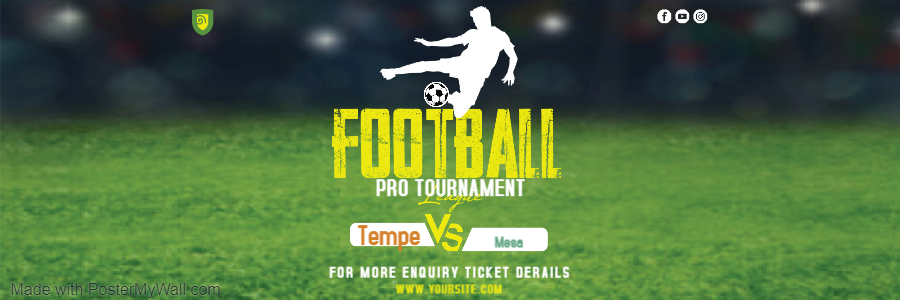 FOOTBALL
PRO TOURNAMENT
League
Tempe VS Mesa
FOR MORE ENQUIRY TICKET DERAILS
WWW.YOURSITE.COM
Made with PosterMyWall.com